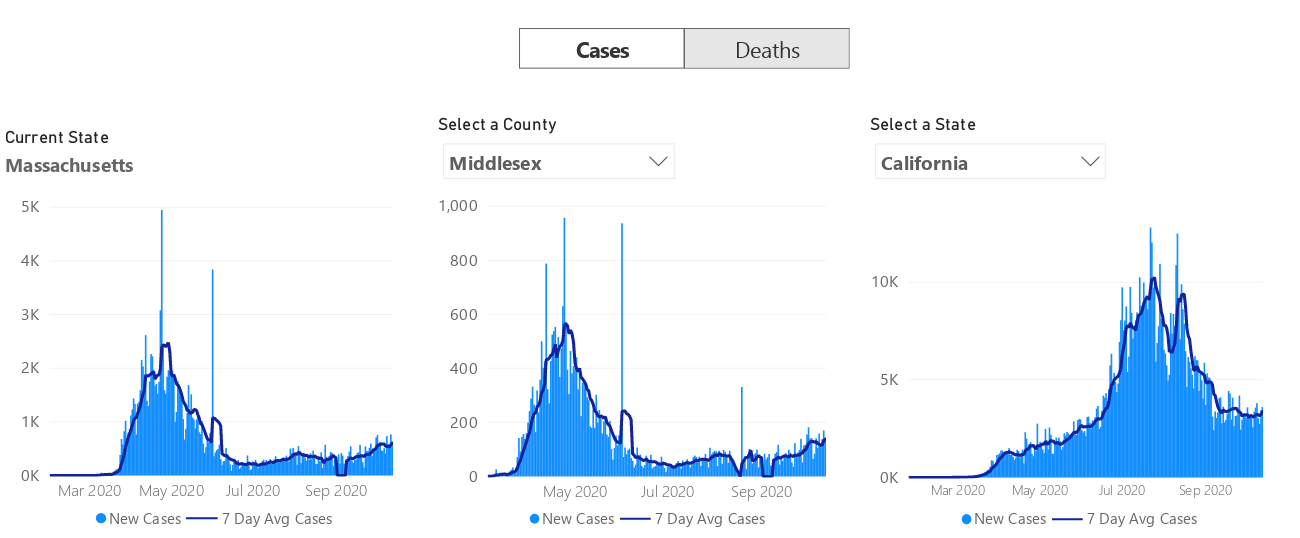 Cases Deaths
Current State
Massachusetts
5K
4K
3K
2K
1K
0K
Mar 2020 May 2020 Jul 2020 Sep 2020
New Cases 7 Day Avg Cases
Select a County
Middlesex
1,000
800
600
400
200
0
May 2020 Jul 2020 Sep 2020
New Cases 7 Day Avg Cases
Select a State
California
10K
5K
0K
Mar 2020 May 2020 Jul 2020 Sep 2020
New Cases 7 Day Avg Cases